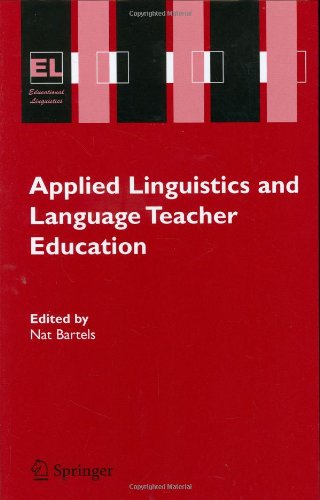 EL
Educational
Linguistics
Applied Linguistics and
Language Teacher
Education
Edited by
Nat Bartels
Springer